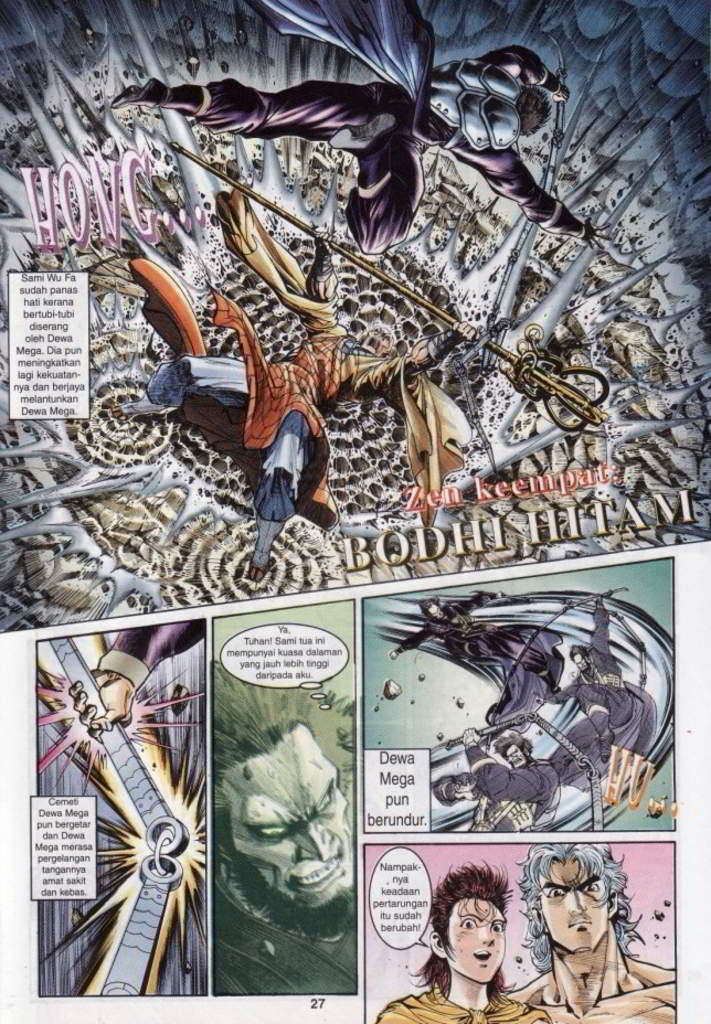 HONG...
Sami Wu Fa
sudah panas
hati kerana
bertubi-tubi
diserang
oleh Dewa
Mega. Dia pun
meningkatkan
lagi kekuatan-
nya dan berjaya
melantunkan
Dewa Mega.
Zen keempat:
BODHI HITAM
Cemeti
Dewa Mega
pun bergetar
dan Dewa
Mega merasa
pergelangan
tangannya
amat sakit
dan kebas.
Ya,
Tuhan! Sami tua ini
mempunyai kuasa dalaman
yang jauh lebih tinggi
daripada aku.
Dewa
Mega
pun
berundur.
HU...
Nampak-
nya
keadaan
pertarungan
itu sudah
berubah!
27